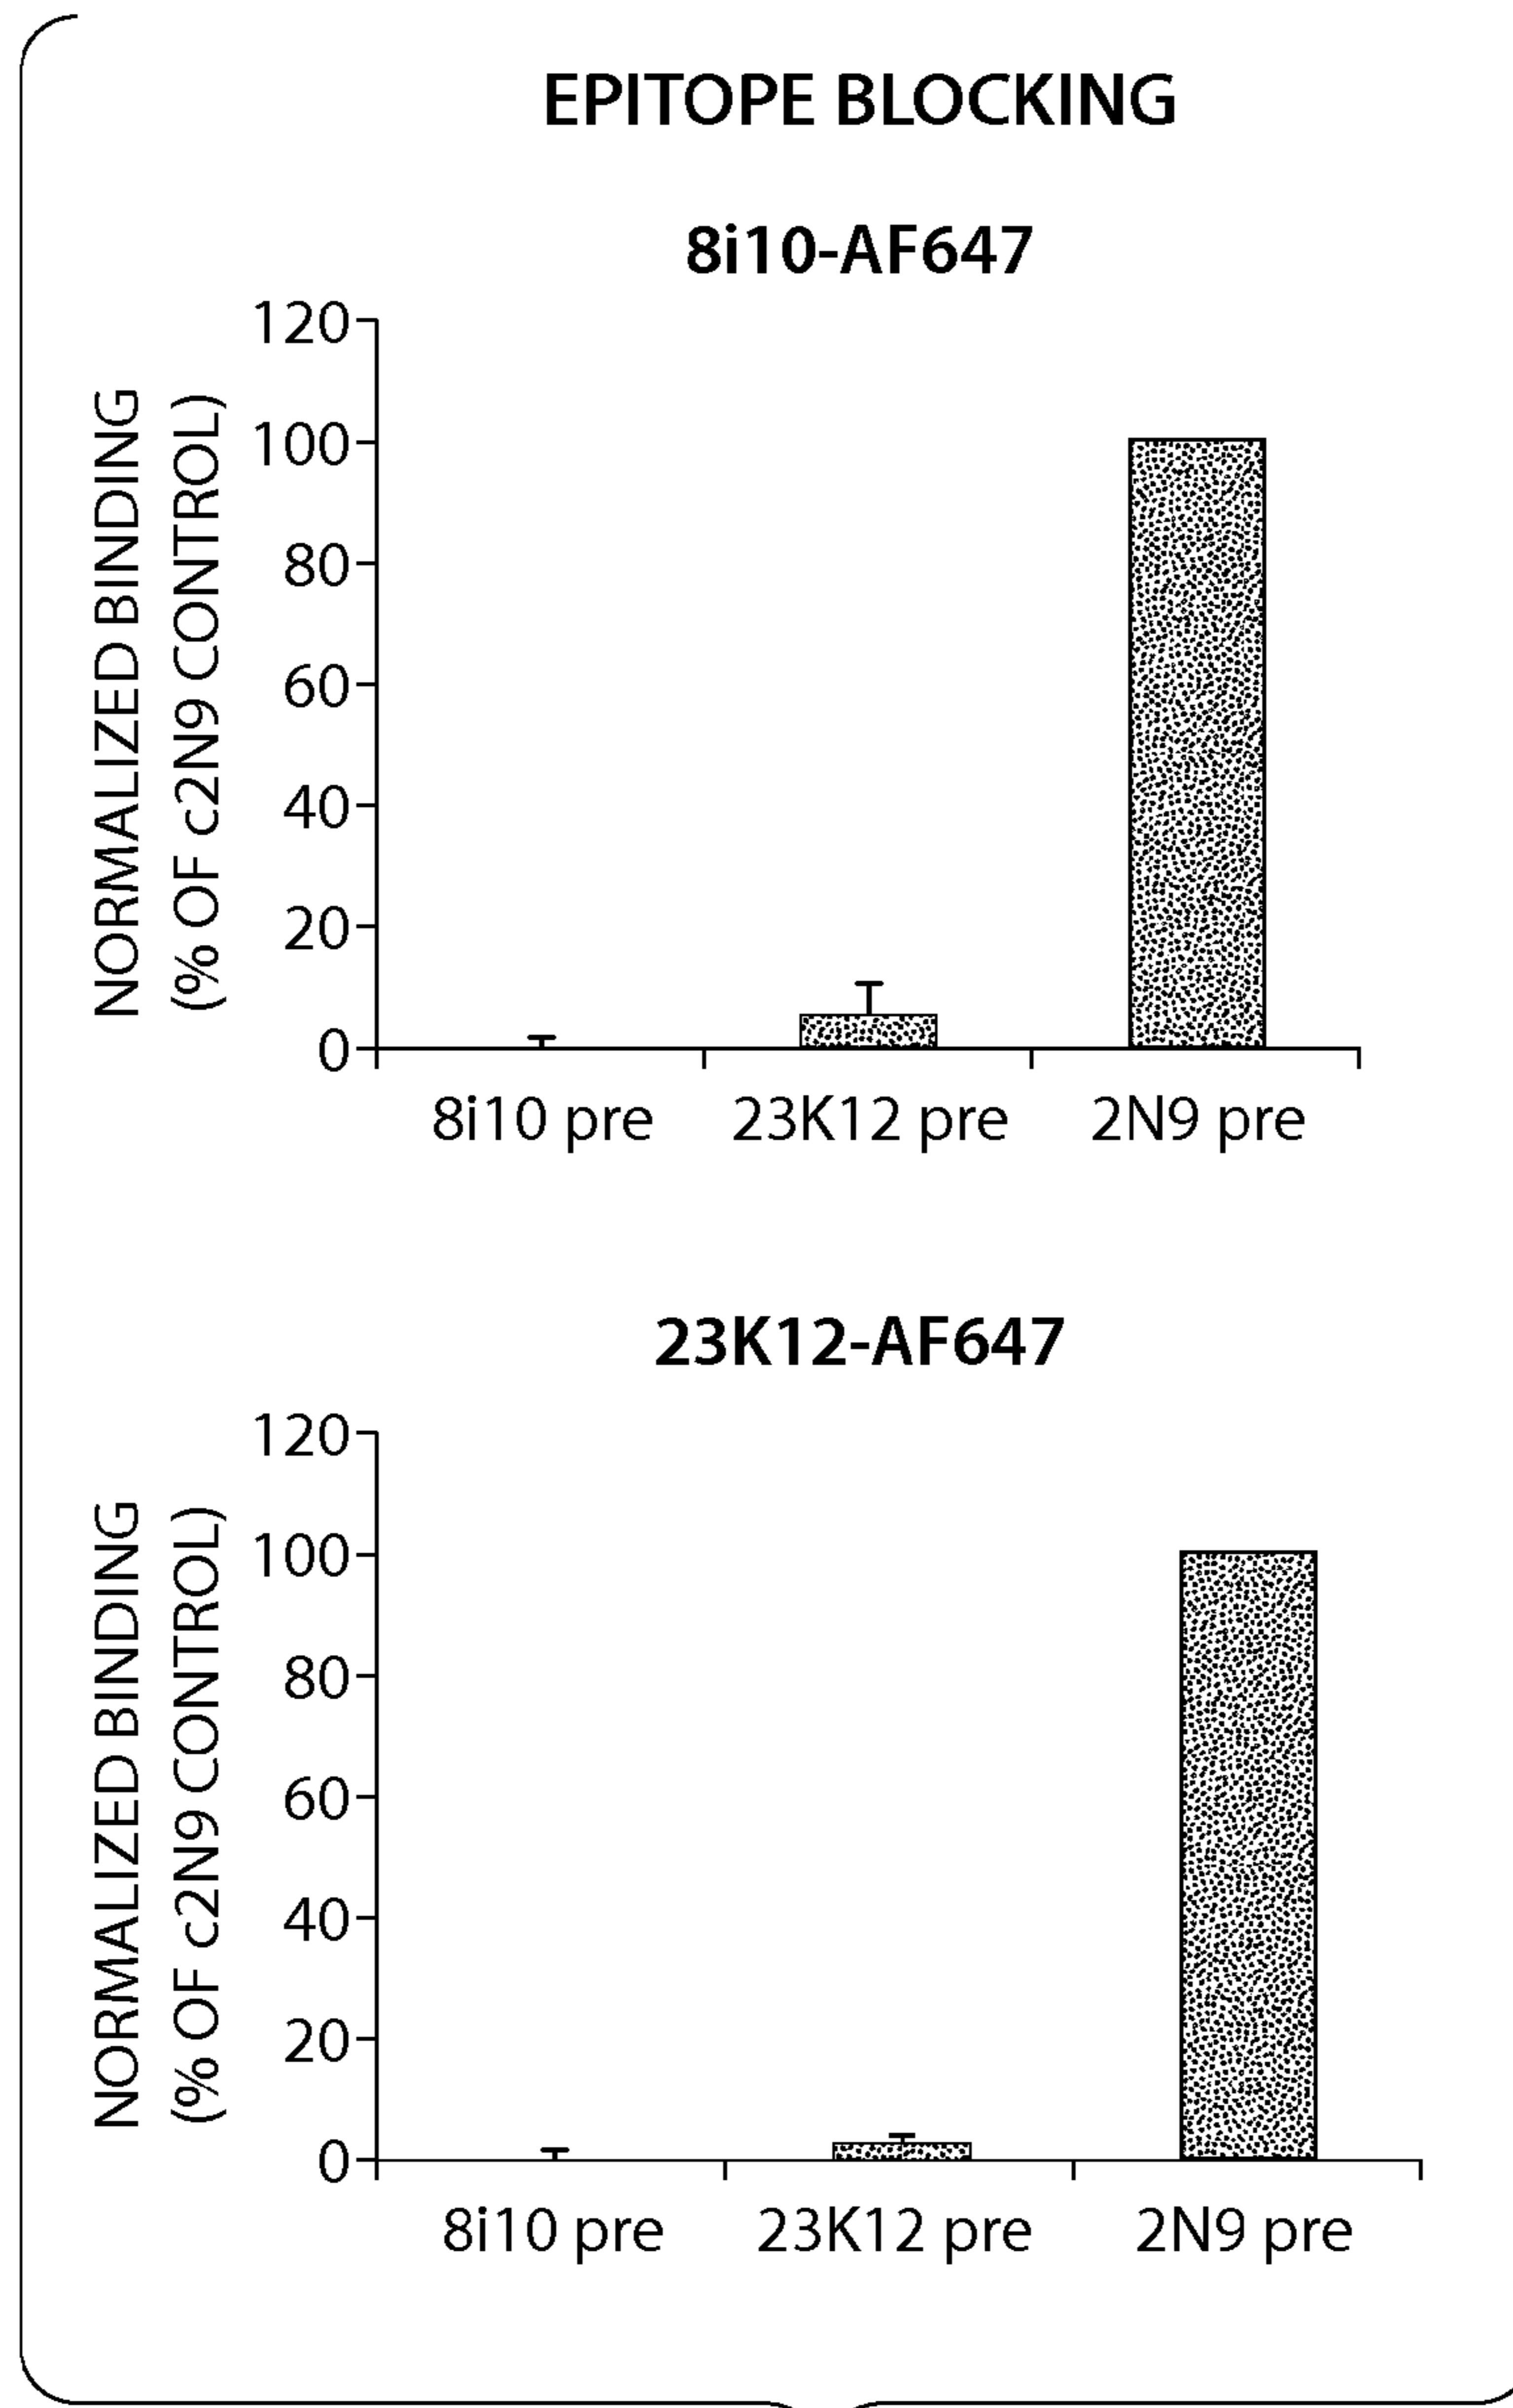 EPITOPE BLOCKING
8i10-AF647
NORMALIZED BINDING
(% OF c2N9 CONTROL)
120
100
80
60
40
20
0
8i10 pre 23K12 pre 2N9 pre
23K12-AF647
NORMALIZED BINDING
(% OF c2N9 CONTROL)
120
100
80
60
40
20
0
8i10 pre 23K12 pre 2N9 pre